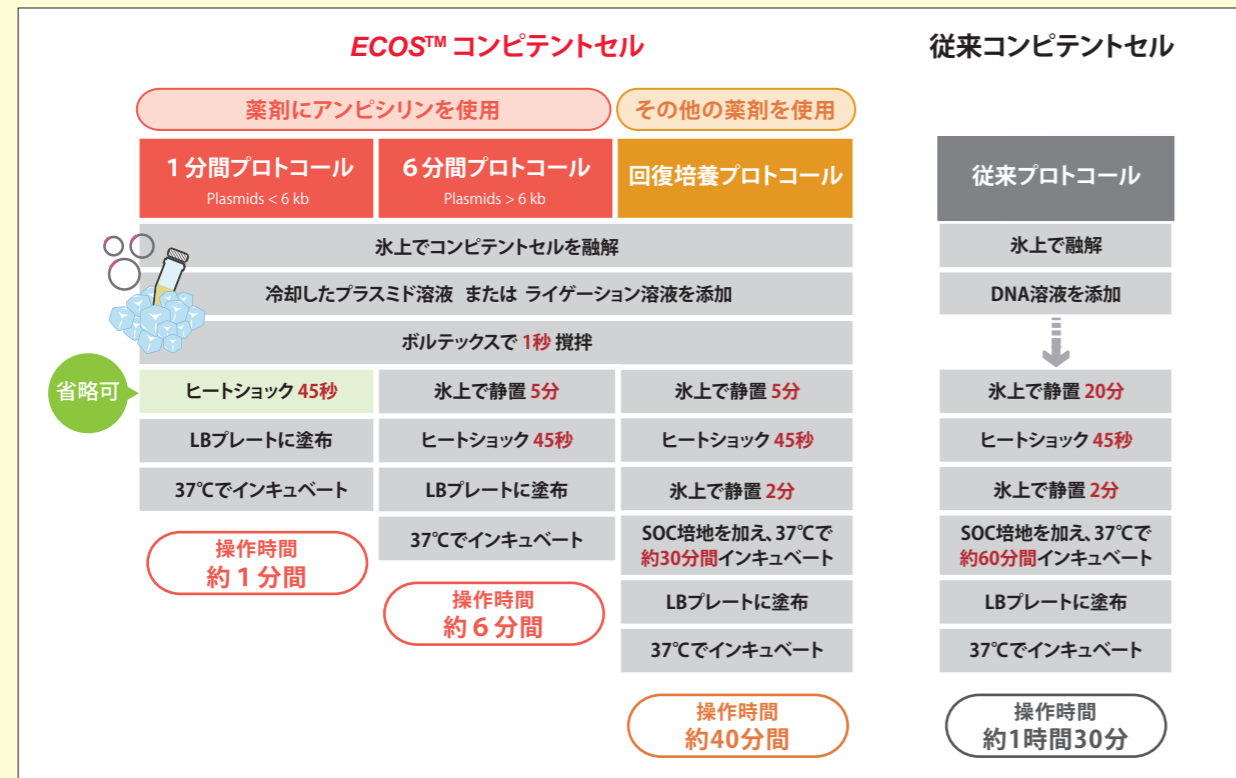 ECOS™ コンピテントセル
従来コンピテントセル
薬剤にアンピシリンを使用
その他の薬剤を使用
1分間プロトコール
Plasmids < 6 kb
6分間プロトコール
Plasmids > 6 kb
回復培養プロトコール
従来プロトコール
氷上でコンピテントセルを融解
氷上で融解
冷却したプラスミド溶液 または ライゲーション溶液を添加
DNA溶液を添加
ボルテックスで 1秒 撹拌
省略可
ヒートショック 45秒
氷上で静置 5分
氷上で静置 5分
氷上で静置 20分
LBプレートに塗布
ヒートショック 45秒
ヒートショック 45秒
ヒートショック 45秒
37℃でインキュベート
LBプレートに塗布
氷上で静置 2分
氷上で静置 2分
操作時間
約1分間
37℃でインキュベート
SOC培地を加え、37℃で
約30分間インキュベート
SOC培地を加え、37℃で
約60分間インキュベート
操作時間
約6分間
LBプレートに塗布
LBプレートに塗布
37℃でインキュベート
37℃でインキュベート
操作時間
約40分間
操作時間
約1時間30分